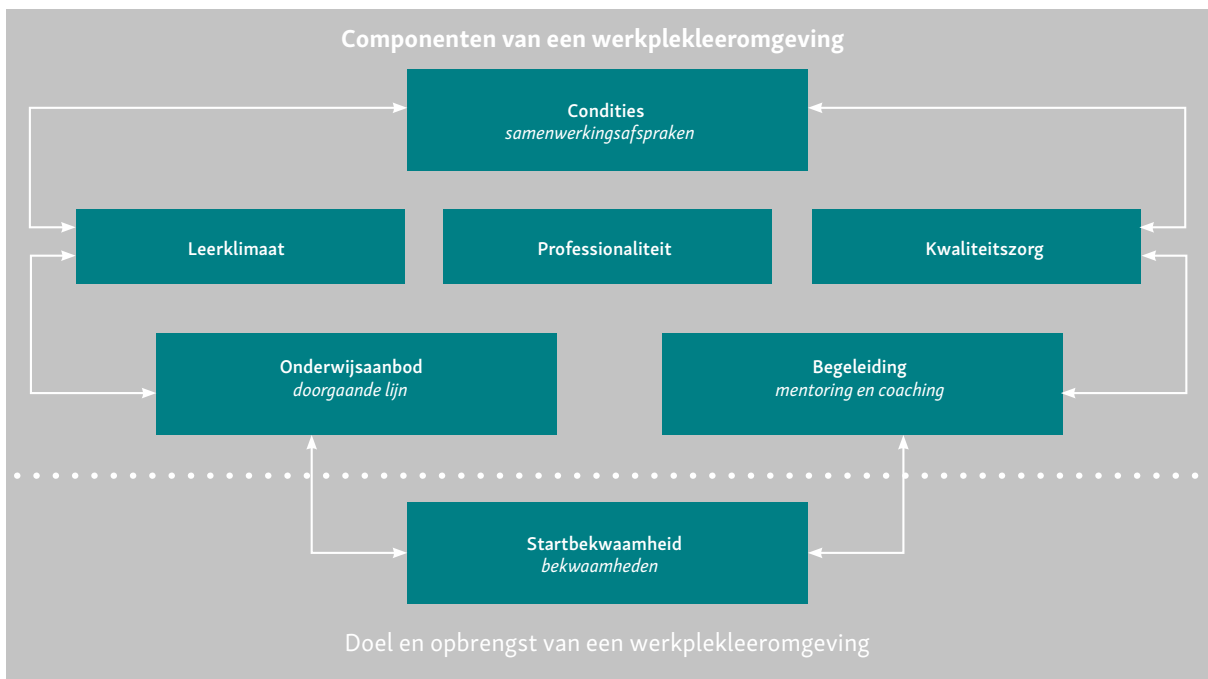 Componenten van een werkplekleeromgeving
Condities
samenwerkingsafspraken
Leerklimaat
Professionaliteit
Kwaliteitszorg
Onderwijsaanbod
doorgaande lijn
Begeleiding
mentoring en coaching
Startbekwaamheid
bekwaamheden
Doel en opbrengst van een werkplekleeromgeving